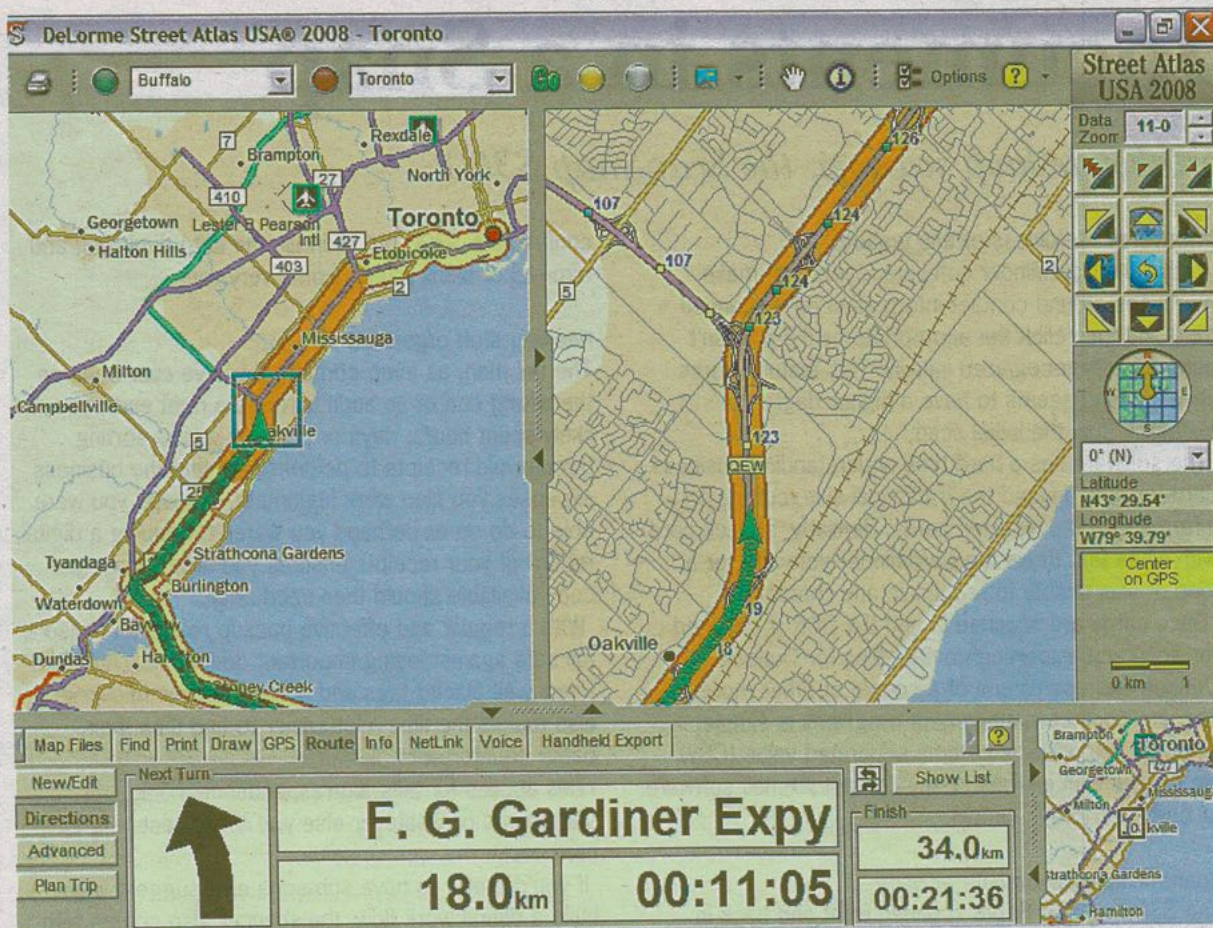 DeLorme Street Atlas USA® 2008 - Toronto
Buffalo
Toronto
Go
Options
?
Street Atlas
USA 2008
7
Rexdale
Brampton
27
410
North York
Georgetown
Lester B Pearson
Intl
Toronto
Halton Hills
427
Etobicoke
403
2
Mississauga
Milton
Campbellville
akville
5
25
Tyandaga
Strathcona Gardens
Burlington
Waterdown
Dundas
Stoney Creek
126
107
124
107
124
2
5
123
123
QEW
19
18
Oakville
Data
Zoom
11-0
N
W
E
S
0° (N)
Latitude
N43° 29.54'
Longitude
W79° 39.79'
Center
on GPS
0 km
1
Map Files
Find
Print
Draw
GPS
Route
Info
NetLink
Voice
Handheld Export
?
New/Edit
Directions
Advanced
Plan Trip
Next Turn
F. G. Gardiner Expy
18.0km
00:11:05
Show List
Finish
34.0km
00:21:36
Brampton
Toronto
Georgetown
427
Mississauga
Milton
kville
Strathcona Gardens
Hamilton